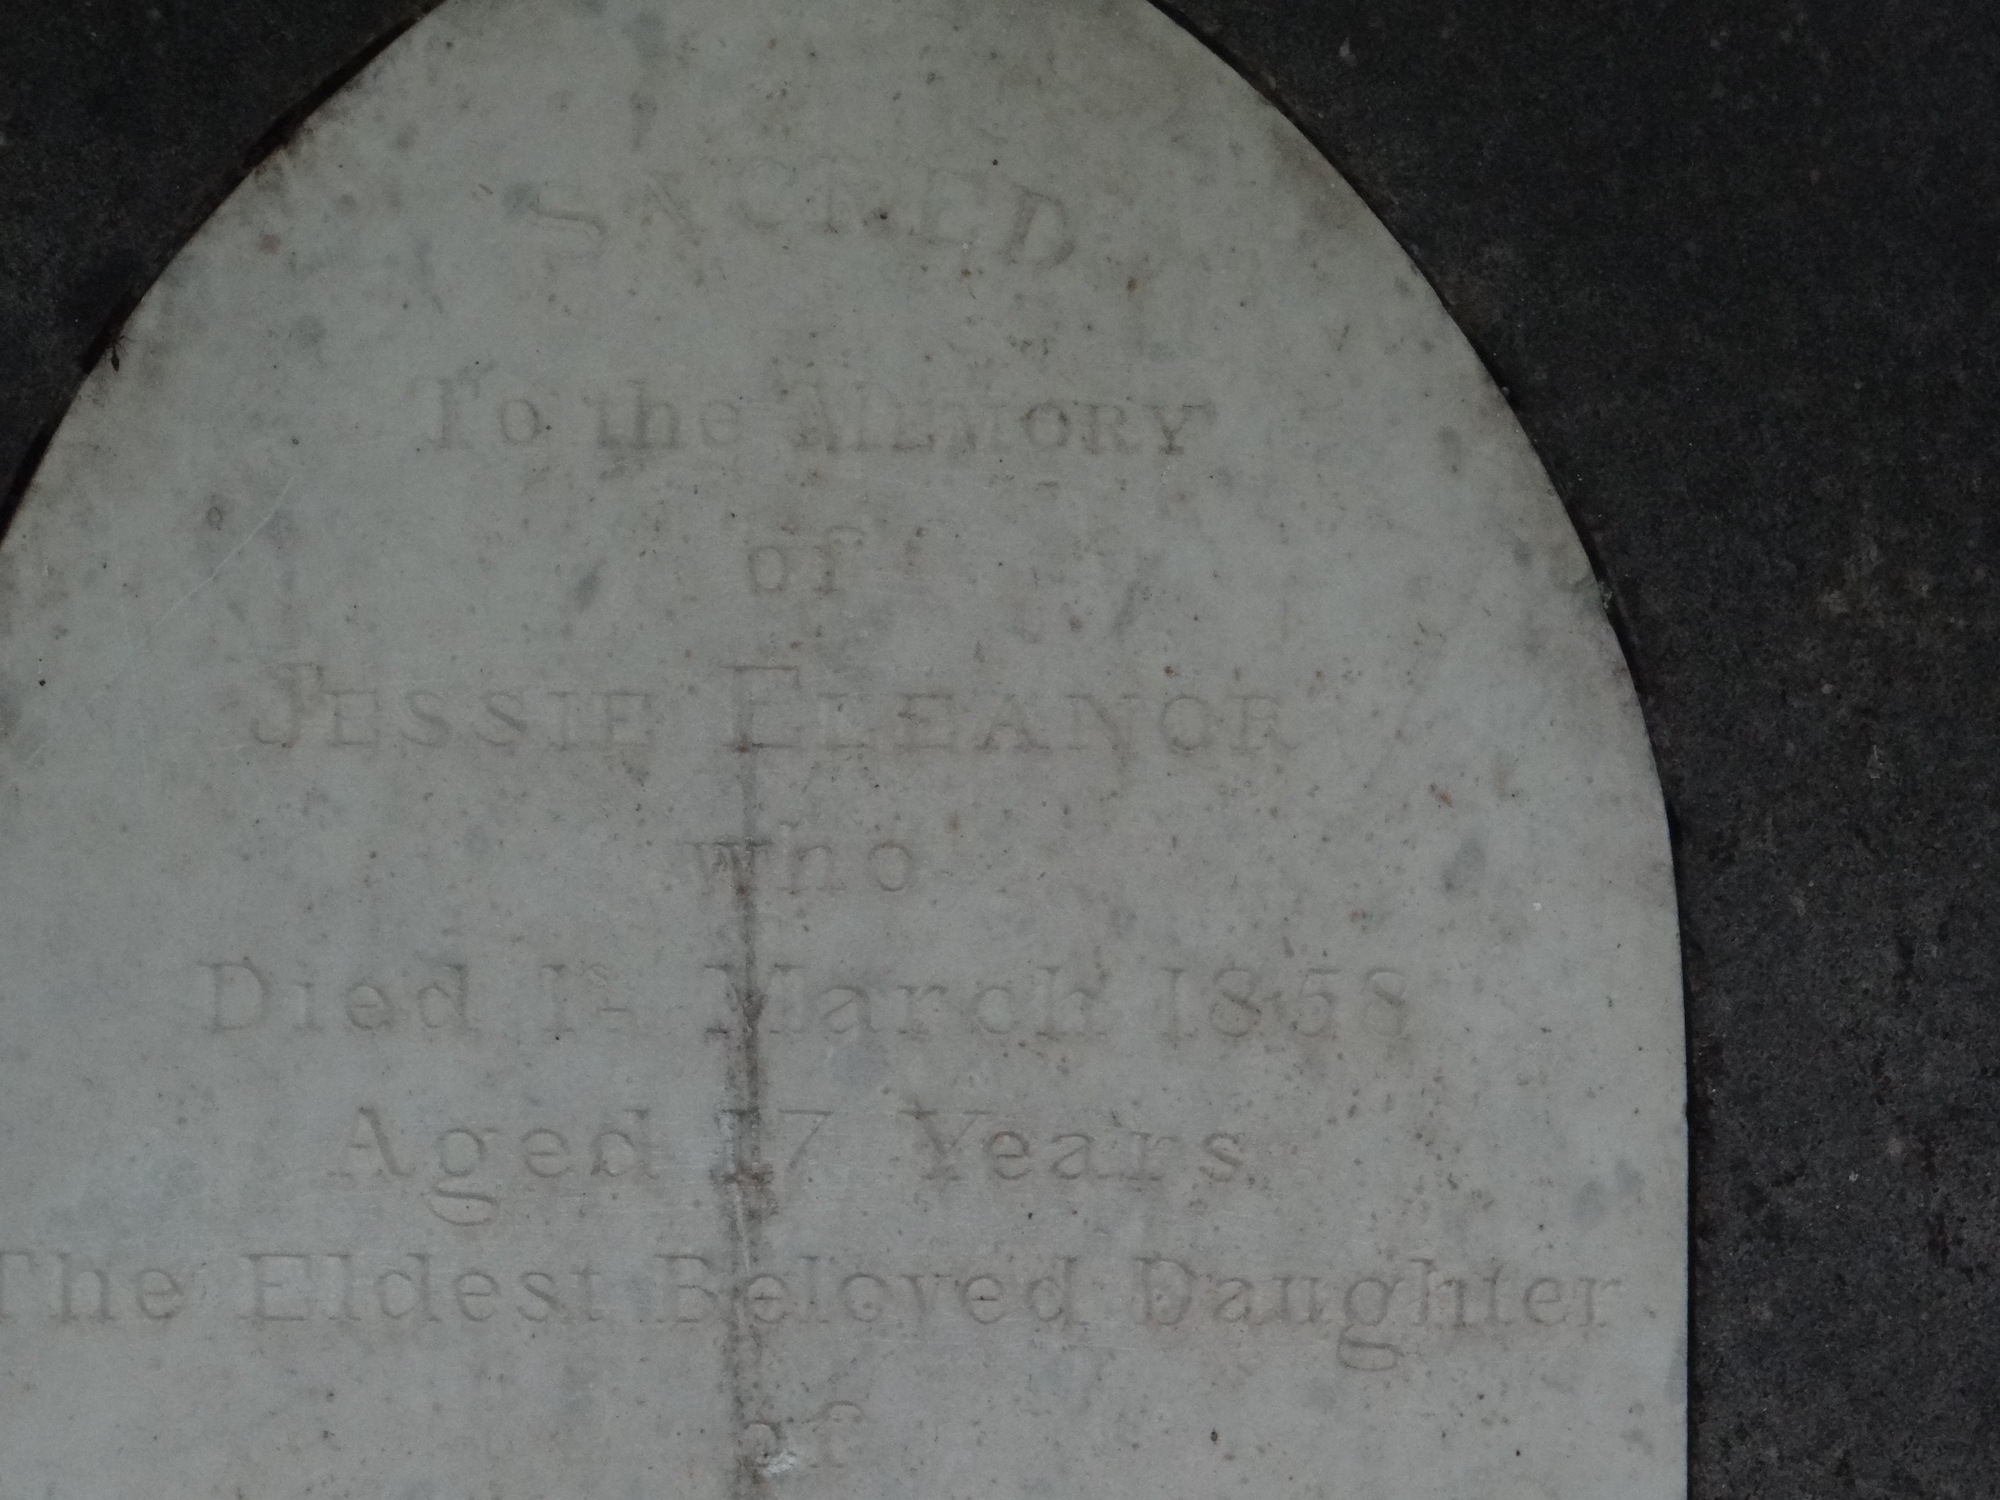 SACRED
To the MEMORY
of
JESSIE ELEANOR
who
Died 1st March 1858
Aged 17 Years
The Eldest Beloved Daughter
of